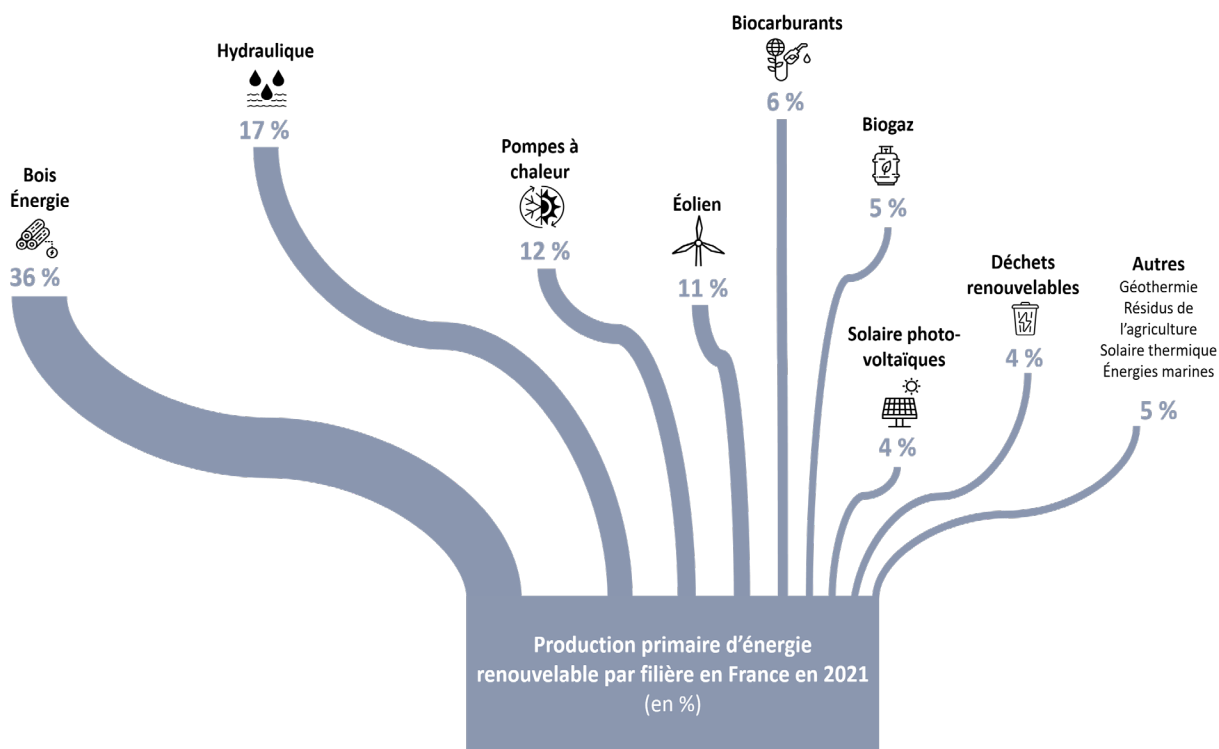 Bois
Énergie
36 %
Hydraulique
17 %
Pompes à
chaleur
12 %
Éolien
11 %
Biocarburants
6 %
Biogaz
5 %
Solaire photo-
voltaïques
4 %
Déchets
renouvelables
4 %
Autres
Géothermie
Résidus de
l’agriculture
Solaire thermique
Énergies marines
5 %
Production primaire d’énergie
renouvelable par filière en France en 2021
(en %)